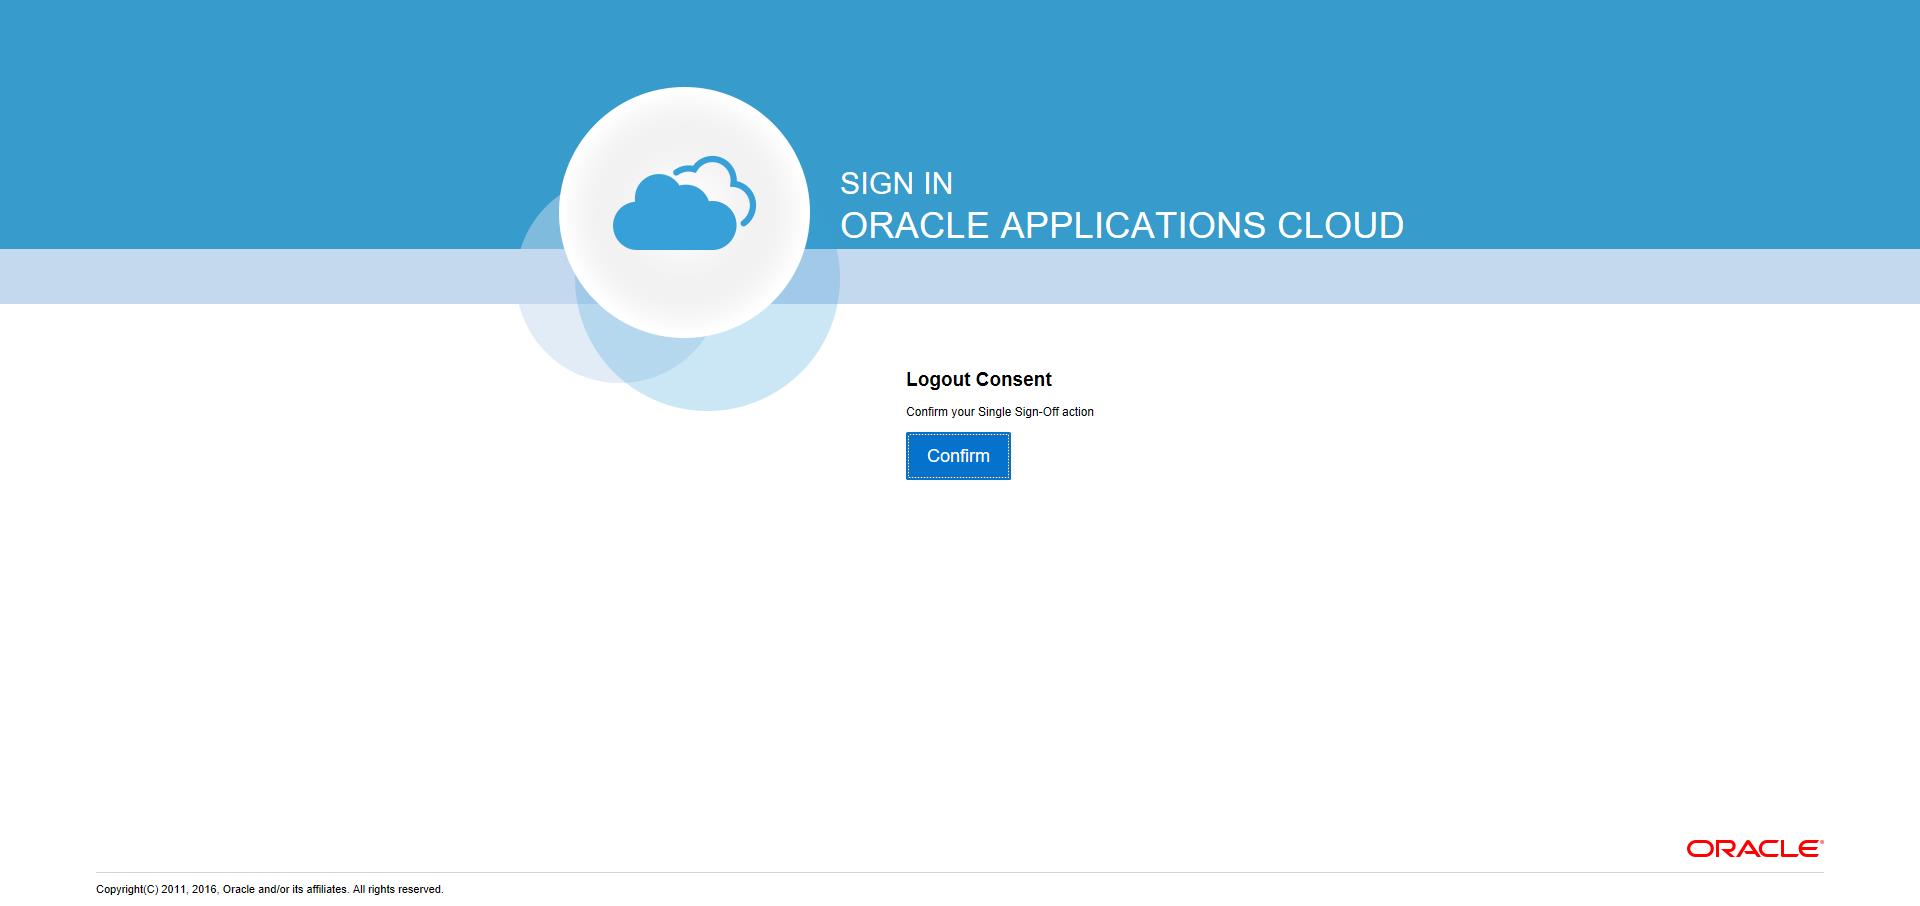 SIGN IN
ORACLE APPLICATIONS CLOUD
Logout Consent
Confirm your Single Sign-Off action
Confirm
ORACLE®
Copyright(C) 2011, 2016, Oracle and/or its affiliates. All rights reserved.